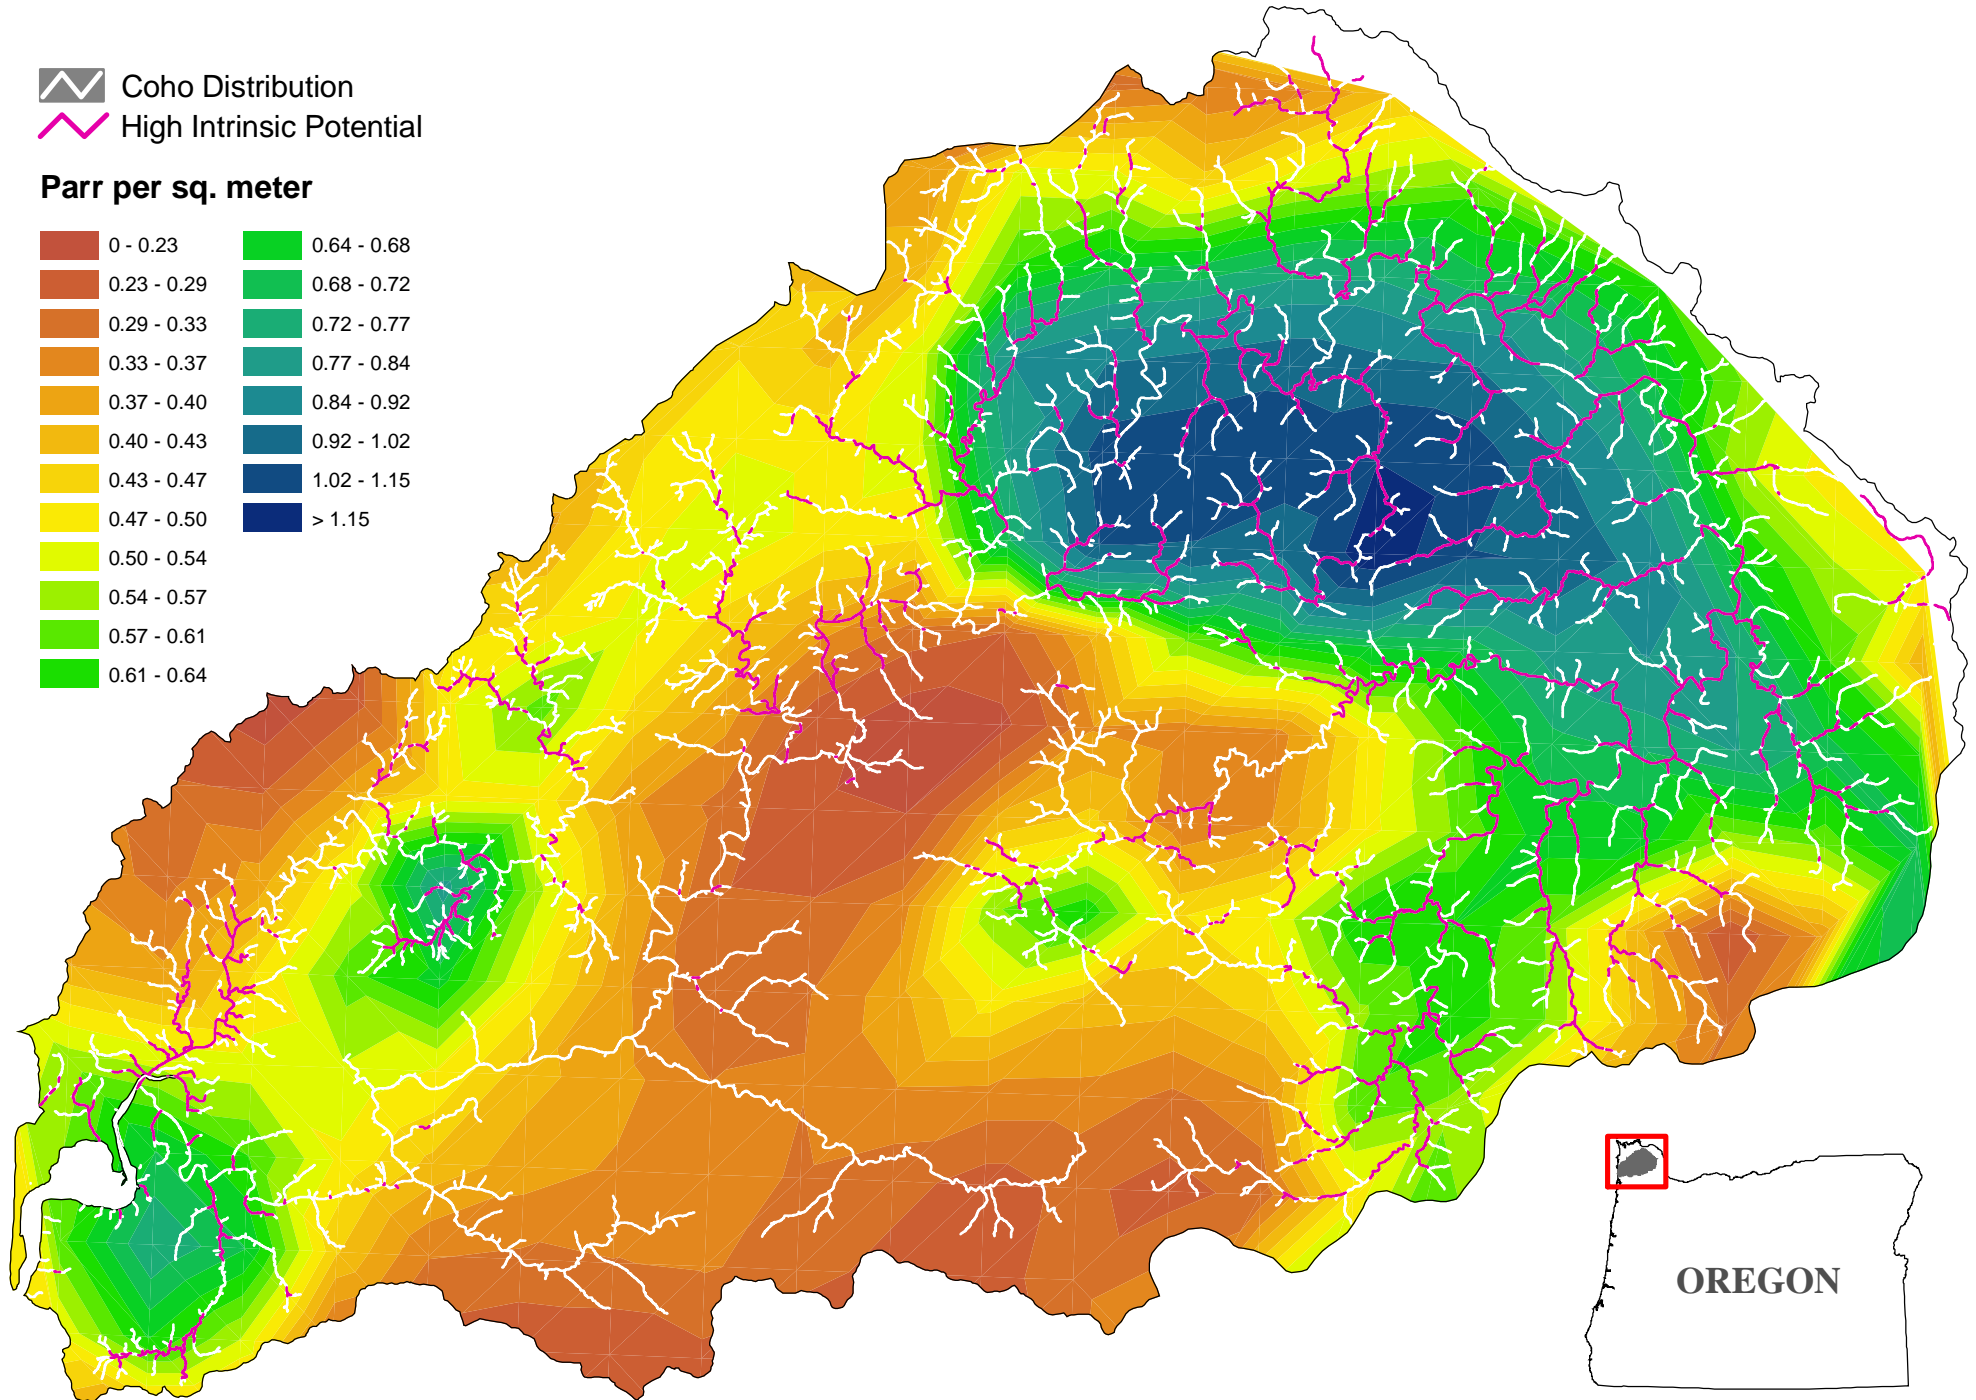 Coho Distribution
High Intrinsic Potential
Parr per sq. meter
0 - 0.23
0.23 - 0.29
0.29 - 0.33
0.33 - 0.37
0.37 - 0.40
0.40 - 0.43
0.43 - 0.47
0.47 - 0.50
0.50 - 0.54
0.54 - 0.57
0.57 - 0.61
0.61 - 0.64
0.64 - 0.68
0.68 - 0.72
0.72 - 0.77
0.77 - 0.84
0.84 - 0.92
0.92 - 1.02
1.02 - 1.15
> 1.15
OREGON